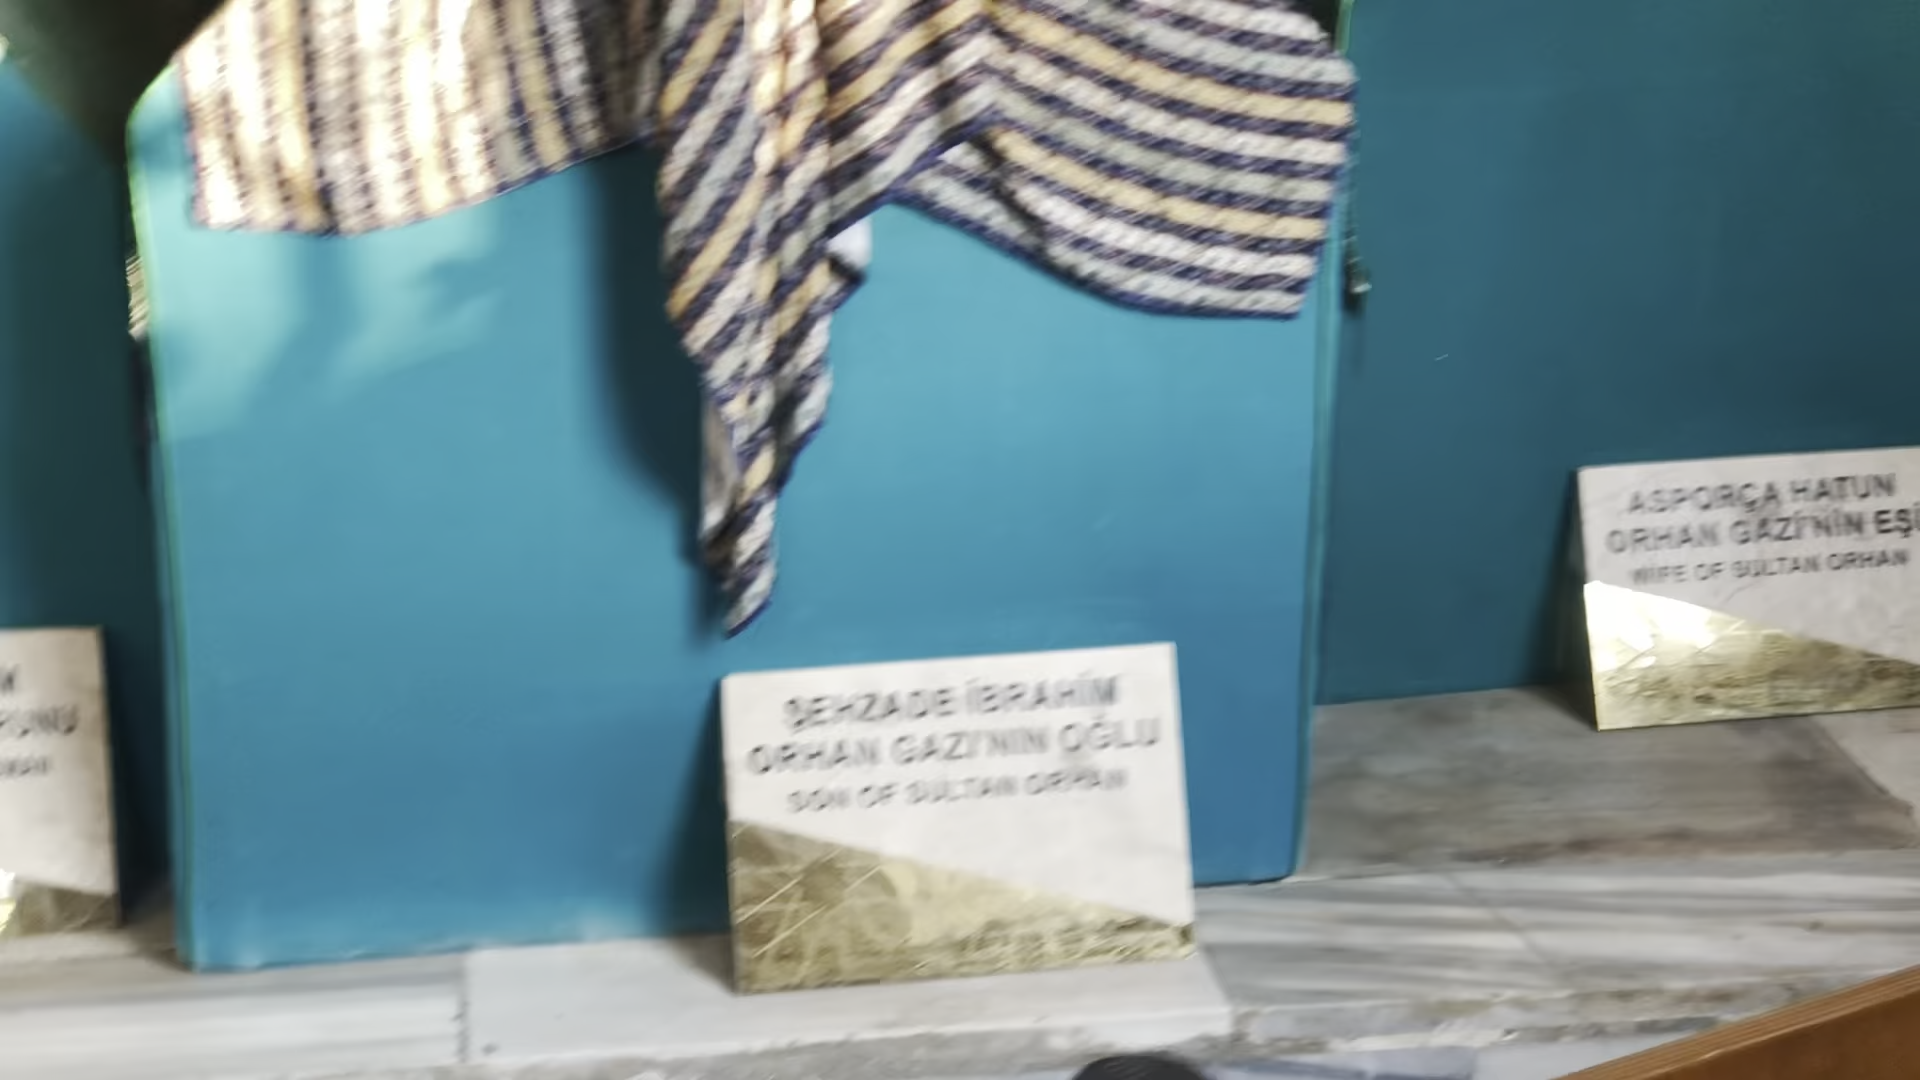 ŞEHZADE İBRAHİM
ORHAN GAZİ'NİN OĞLU
SON OF SULTAN ORHAN
ASPORÇA HATUN
ORHAN GAZİ'NİN EŞİ
WIFE OF SULTAN ORHAN